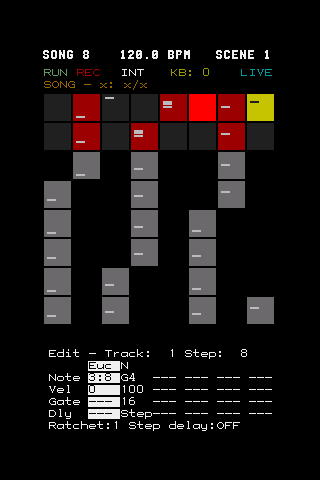 SONG 8 120.0 BPM SCENE 1
RUN REC INT KB: O LIVE
SONG - x: x/x
Edit - Track: 1 Step: 8
Euc N
Note 3:8 G4 --- --- --- ---
Vel 0 100 --- --- --- ---
Gate --- 16 --- --- --- ---
Dly --- Step--- --- --- ---
Ratchet:1 Step delay:OFF